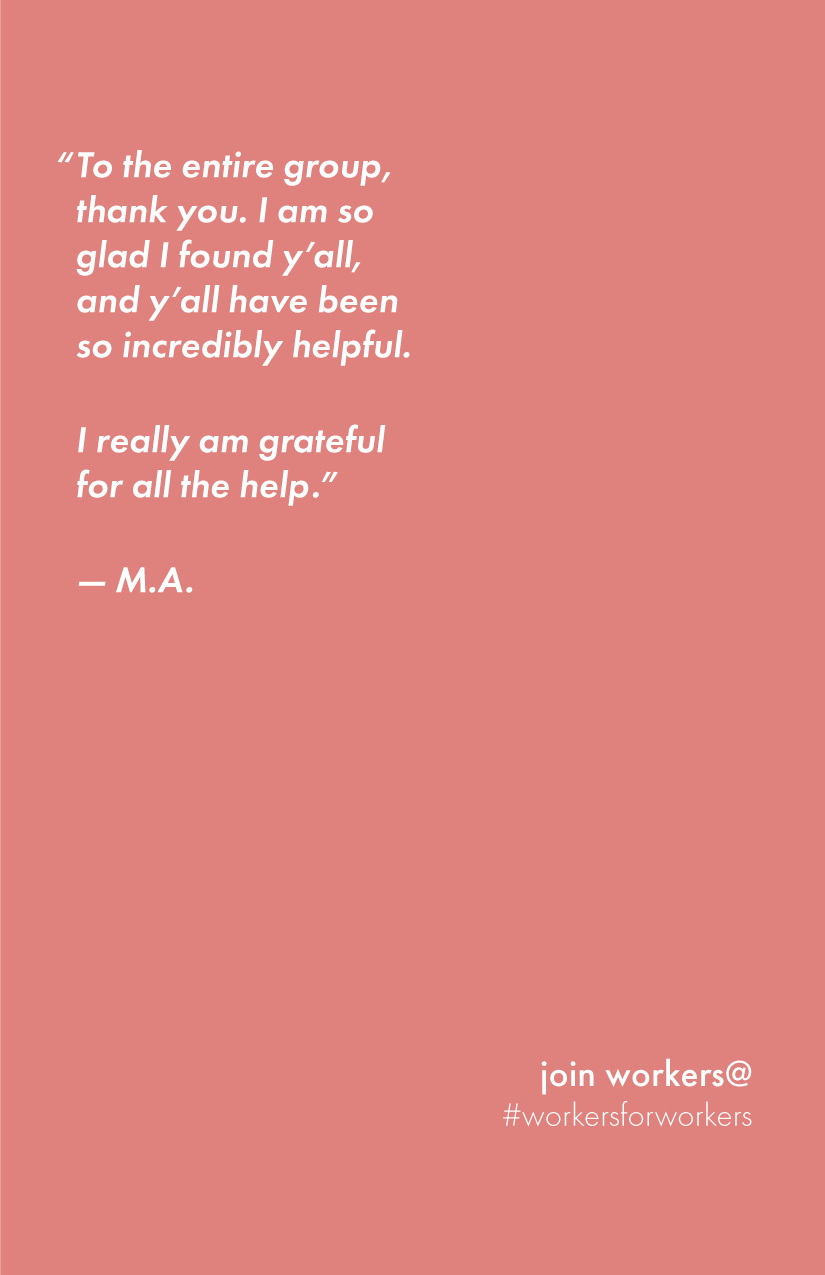 “To the entire group,
thank you. I am so
glad I found y’all,
and y’all have been
so incredibly helpful.
I really am grateful
for all the help.”
— M.A.
join workers@
#workersforworkers